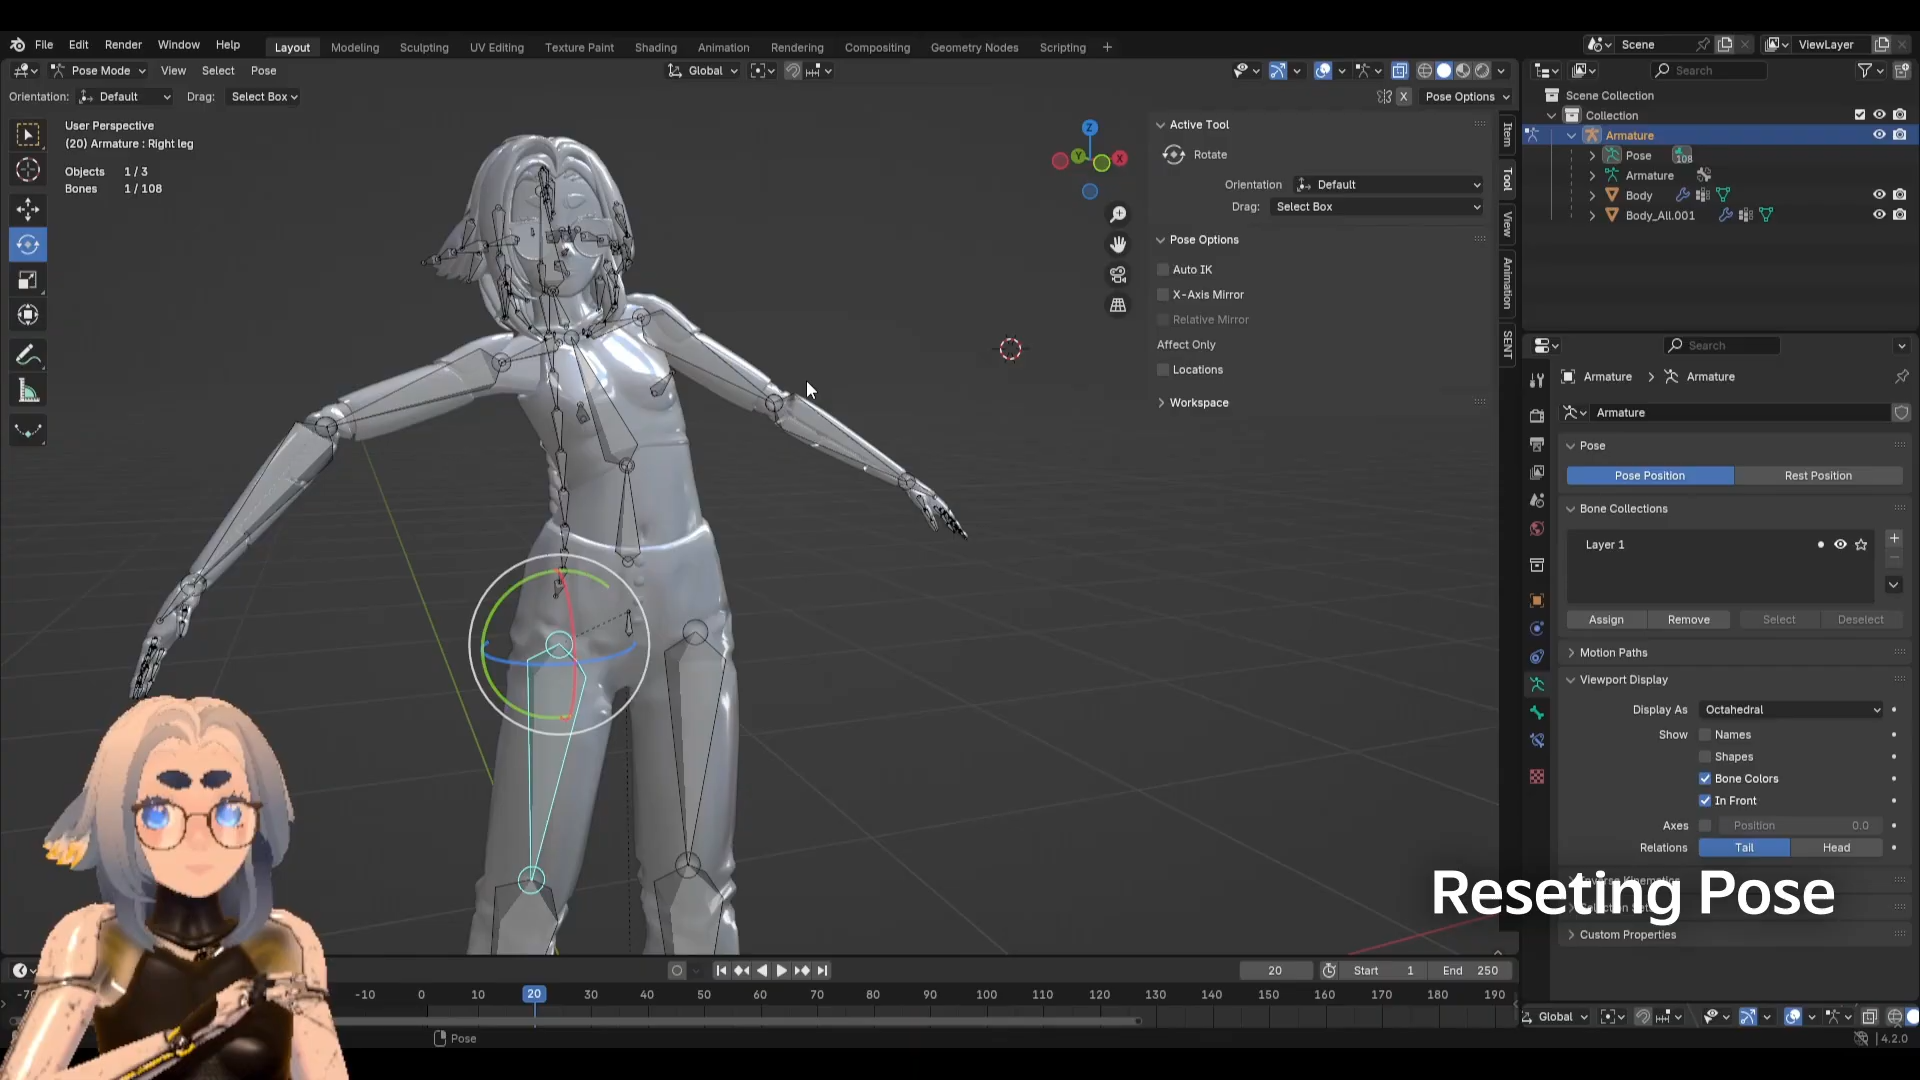 File Edit Render Window Help Layout Modeling Sculpting UV Editing Texture Paint Shading Animation Rendering Compositing Geometry Nodes Scripting + Scene ViewLayer
Pose Mode View Select Pose Global Search
Orientation: Default Drag: Select Box X Pose Options
User Perspective
(20) Armature : Right leg
Objects 1 / 3
Bones 1 / 108
Z
Y
X
Active Tool
Rotate
Orientation Default
Drag: Select Box
Pose Options
Auto IK
X-Axis Mirror
Relative Mirror
Affect Only
Locations
Workspace
Item
Tool
View
Animation
SENT
Scene Collection
Collection
Armature
Pose 108
Armature
Body
Body_All.001
Search
Armature > Armature
Armature
Pose
Pose Position Rest Position
Bone Collections
Layer 1
Assign Remove Select Deselect
Motion Paths
Viewport Display
Display As Octahedral
Show Names
Shapes
Bone Colors
In Front
Axes Position 0.0
Relations Tail Head
Custom Properties
Reseting Pose
20 Start 1 End 250
-10 0 10 20 30 40 50 60 70 80 90 100 110 120 130 140 150 160 170 180 190
Pose
Global
4.2.0